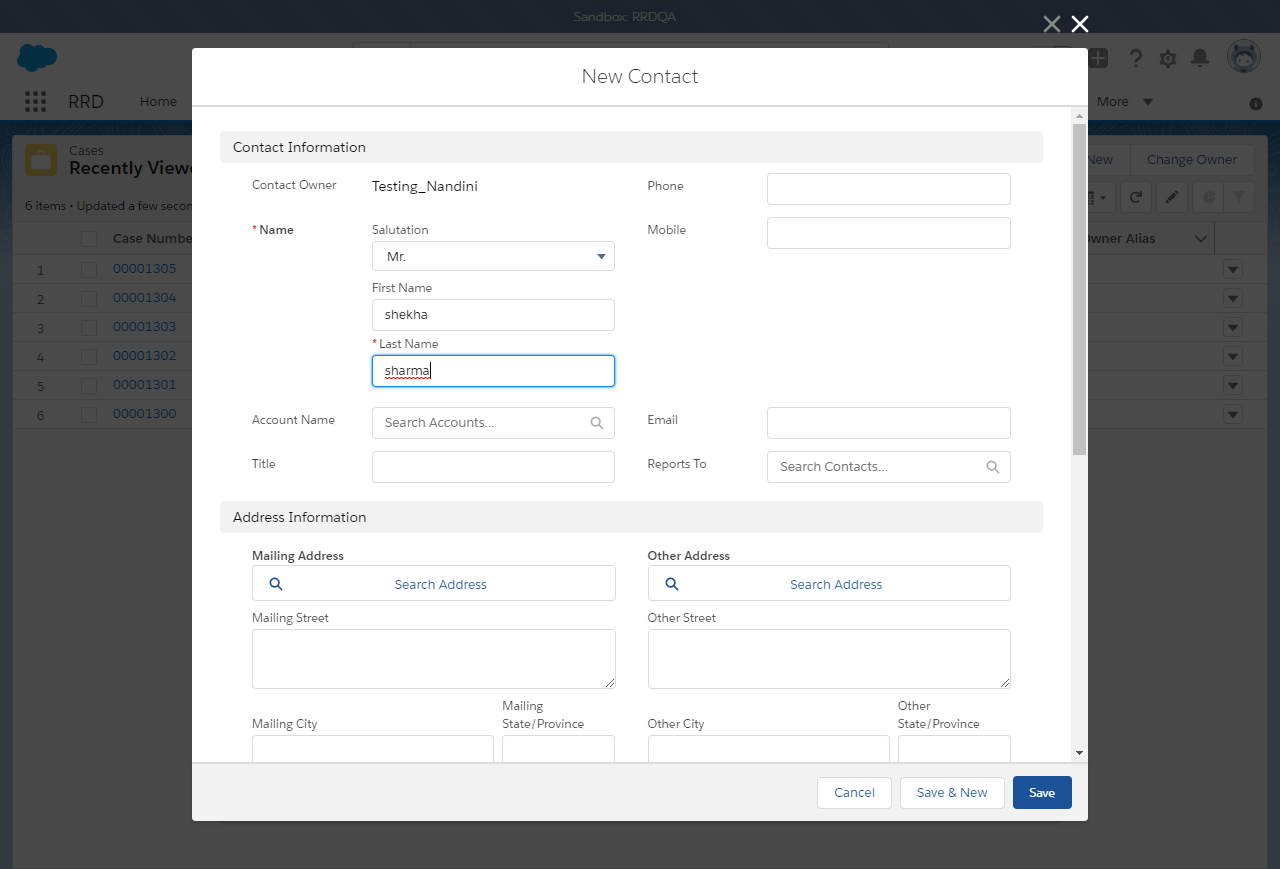 Sandbox: RRDQA
New Contact
RRD
Home
More
Cases
Recently Viewe
New
Change Owner
6 items • Updated a few secon
Case Numbe
wner Alias
1
00001305
2
00001304
3
00001303
4
00001302
5
00001301
6
00001300
Contact Information
Contact Owner
Testing_Nandini
Phone
*Name
Salutation
Mobile
Mr.
First Name
shekha
*Last Name
sharma
Account Name
Search Accounts...
Email
Title
Reports To
Search Contacts...
Address Information
Mailing Address
Other Address
Search Address
Search Address
Mailing Street
Other Street
Mailing City
Mailing
State/Province
Other City
Other
State/Province
Cancel
Save & New
Save